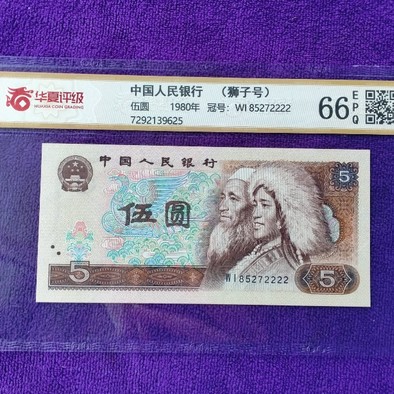 华夏评级
HUAXIA COIN GRADING
中国人民银行 （狮子号）
伍圆 1980年 冠号: WI 85272222
7292139625
66
EPQ
中国人民银行
5
伍圆
WI85272222
5
5